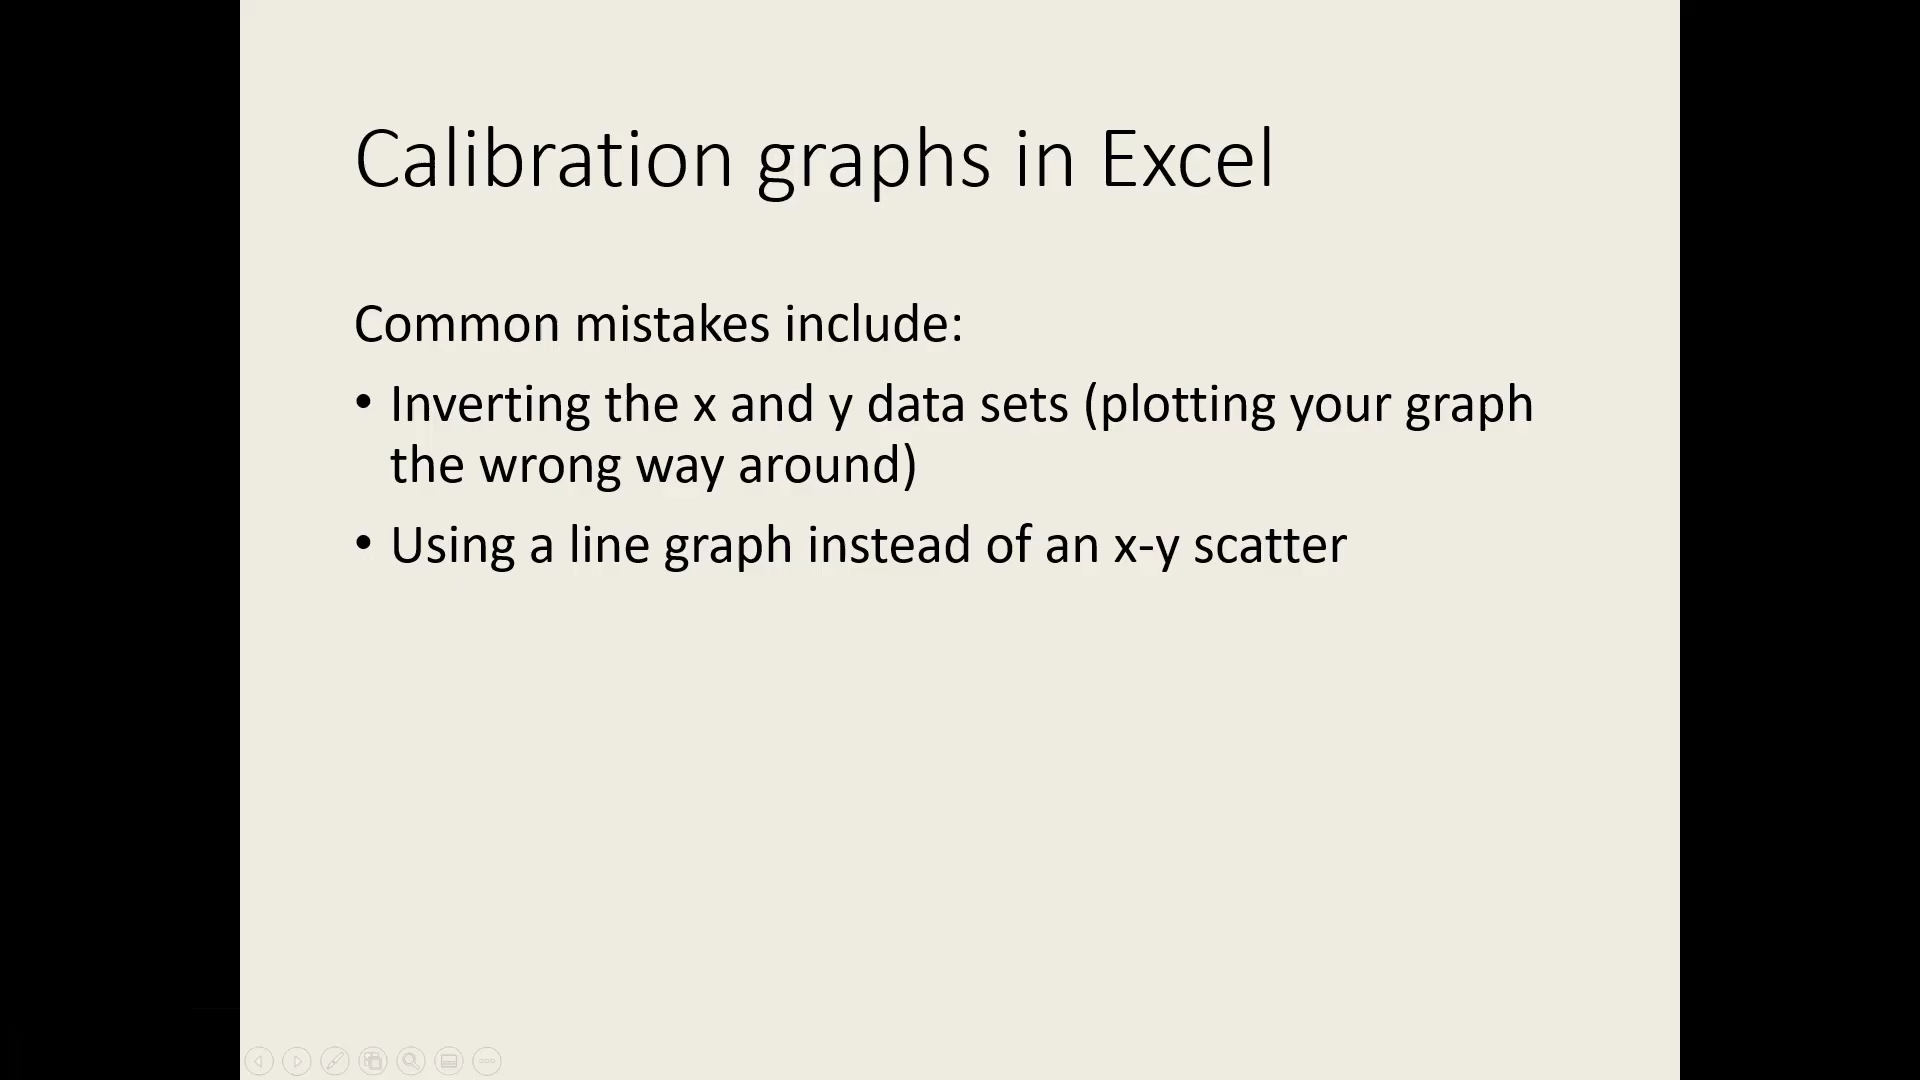 Calibration graphs in Excel
Common mistakes include:
• Inverting the x and y data sets (plotting your graph
the wrong way around)
• Using a line graph instead of an x-y scatter